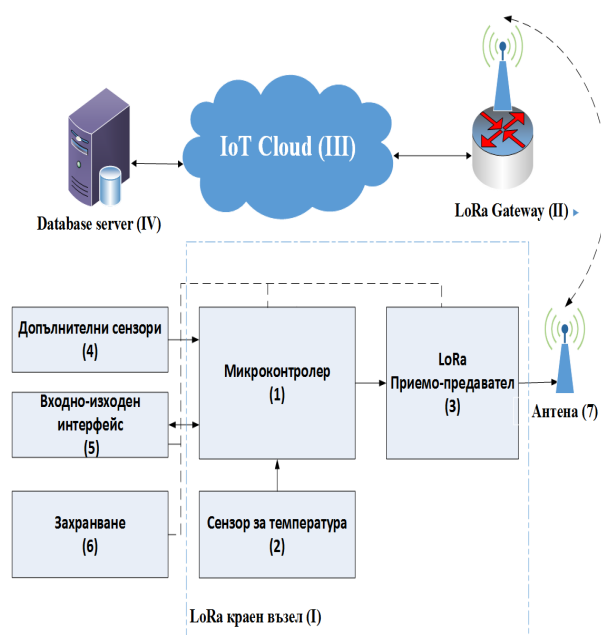 IoT Cloud (III)
Database server (IV)
LoRa Gateway (II)
Допълнителни сензори
(4)
Микроконтролер
(1)
LoRa
Приемо-предавател
(3)
Входно-изходен
интерфейс
(5)
Антена (7)
Захранване
(6)
Сензор за температура
(2)
LoRa краен възел (I)